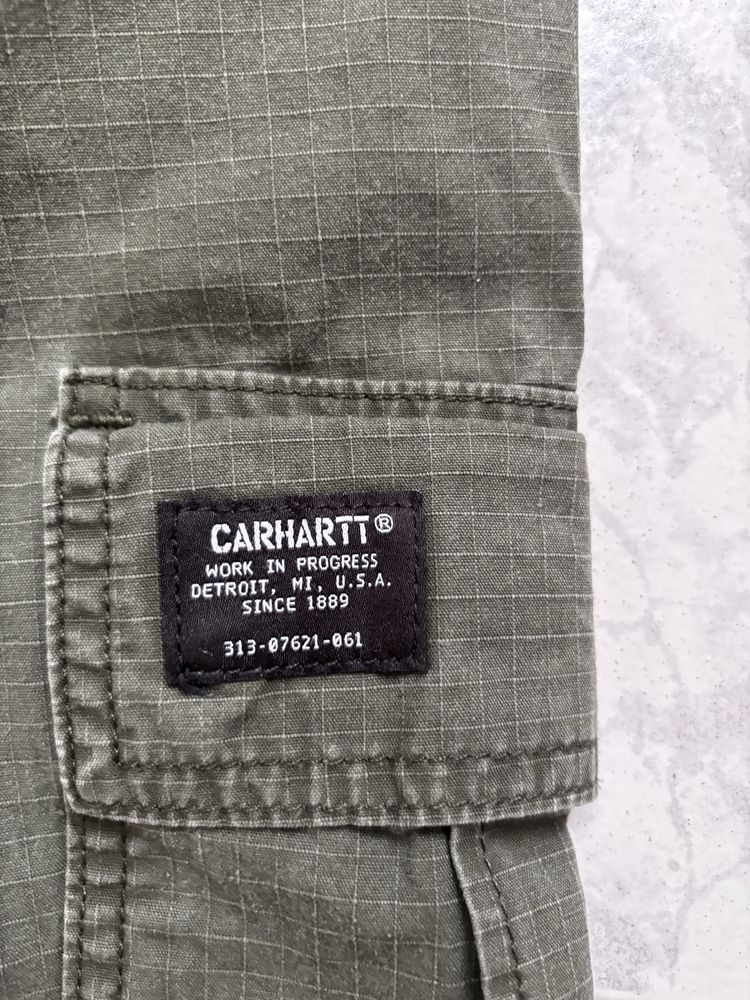 CARHARTT®
WORK IN PROGRESS
DETROIT, MI, U.S.A.
SINCE 1889
313-07621-061